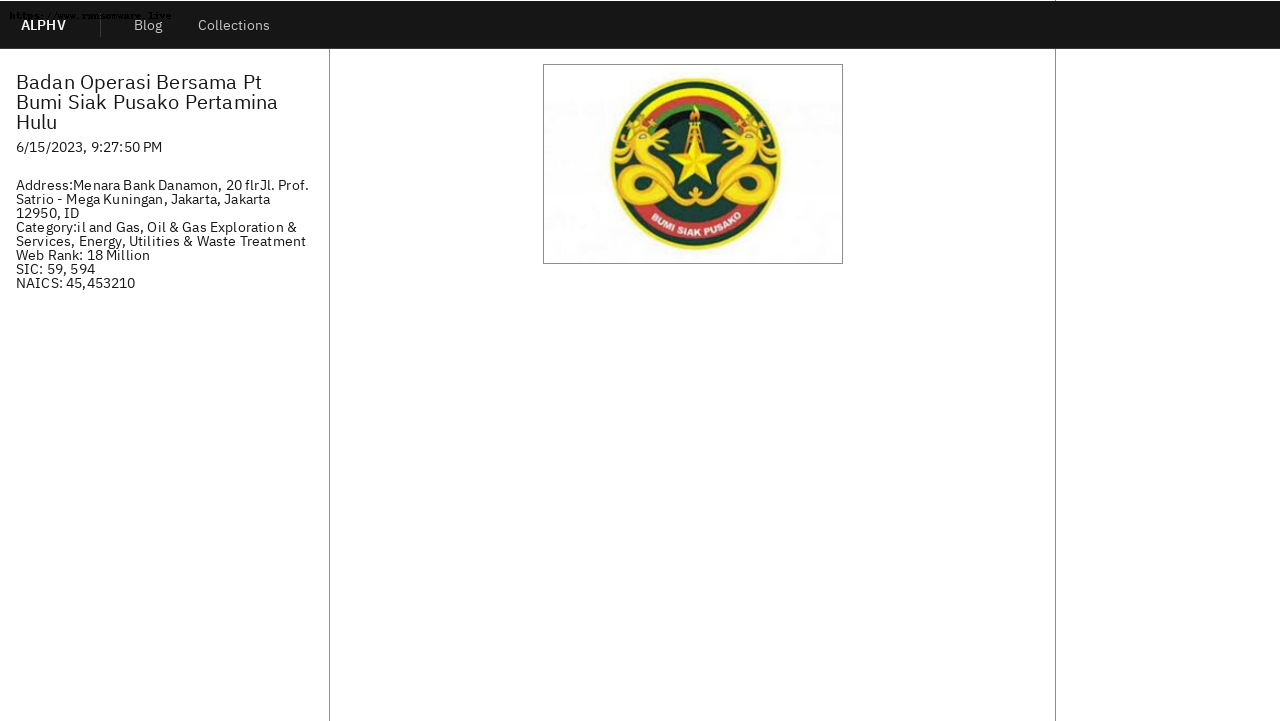 https://www.ransomware.live
ALPHV
Blog
Collections
Badan Operasi Bersama Pt
Bumi Siak Pusako Pertamina
Hulu
6/15/2023, 9:27:50 PM
Address:Menara Bank Danamon, 20 flrJl. Prof.
Satrio - Mega Kuningan, Jakarta, Jakarta
12950, ID
Category:il and Gas, Oil & Gas Exploration &
Services, Energy, Utilities & Waste Treatment
Web Rank: 18 Million
SIC: 59, 594
NAICS: 45,453210
BUMI SIAK PUSAKO